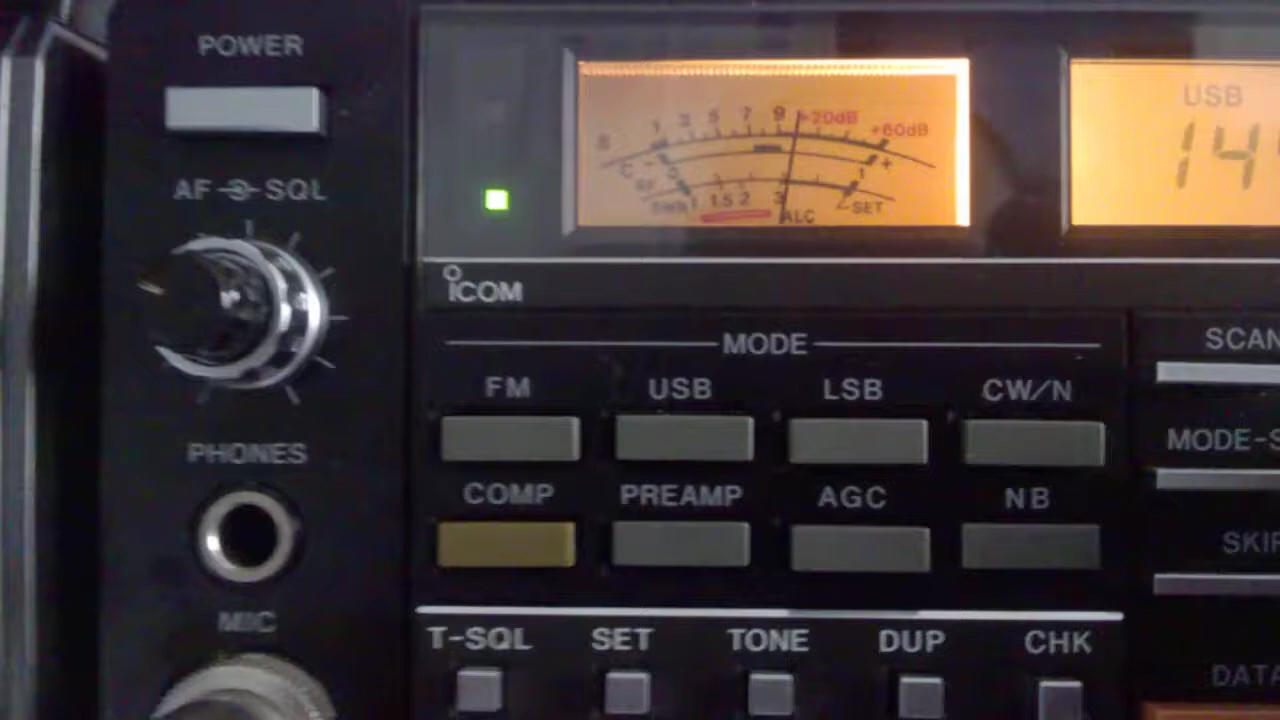 POWER
AF SQL
PHONES
MIC
S 1 3 5 7 9 +20dB +60dB
C - +
1 1.5 2 3
ALC
SET
USB
14
ICOM
MODE
FM USB LSB CW/N
COMP PREAMP AGC NB
T-SQL SET TONE DUP CHK
SCAN
MODE-S
SKIP
DATA